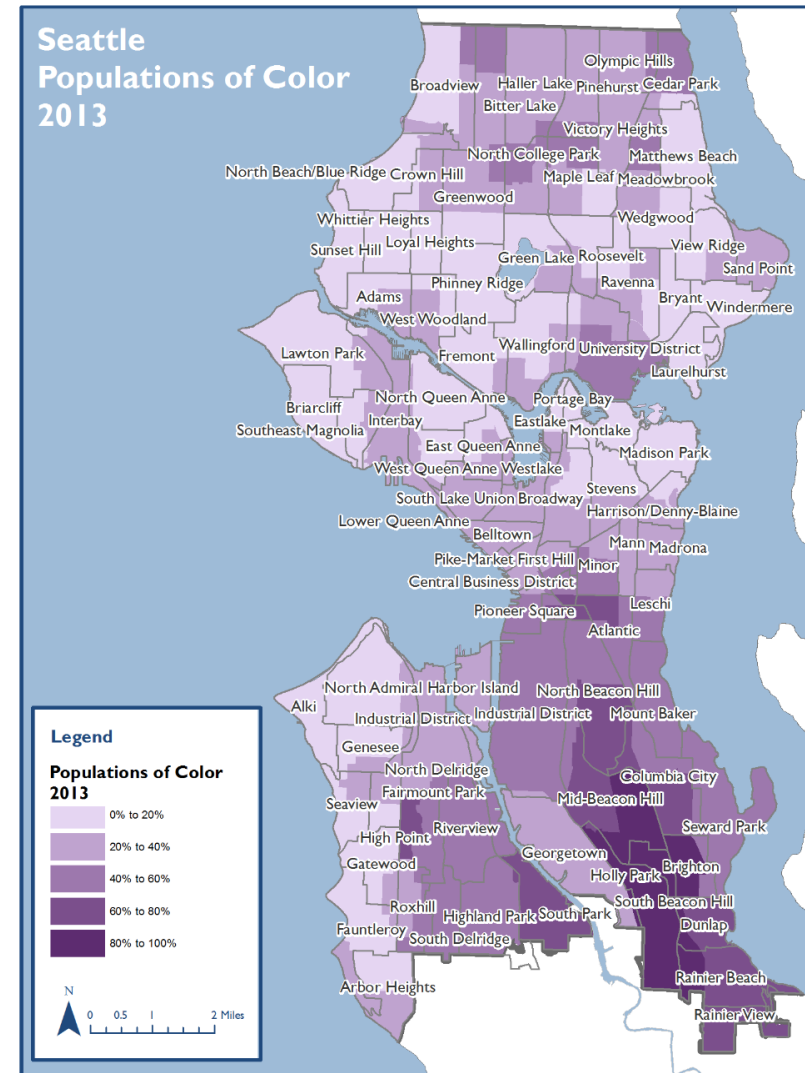 Seattle
Populations of Color
2013
Olympic Hills
Broadview
Haller Lake
Pinehurst
Cedar Park
Bitter Lake
Victory Heights
North College Park
Matthews Beach
North Beach/Blue Ridge
Crown Hill
Maple Leaf
Meadowbrook
Greenwood
Whittier Heights
Wedgwood
Sunset Hill
Loyal Heights
Green Lake
Roosevelt
View Ridge
Sand Point
Phinney Ridge
Ravenna
Adams
Bryant
Windermere
West Woodland
Lawton Park
Fremont
Wallingford
University District
Laurelhurst
Briarcliff
North Queen Anne
Portage Bay
Southeast Magnolia
Interbay
Eastlake
Montlake
East Queen Anne
Madison Park
West Queen Anne
Westlake
Stevens
South Lake Union
Broadway
Harrison/Denny-Blaine
Lower Queen Anne
Belltown
Mann
Madrona
Pike-Market
First Hill
Minor
Central Business District
Pioneer Square
Leschi
Atlantic
North Admiral
Harbor Island
North Beacon Hill
Alki
Industrial District
Industrial District
Mount Baker
Genesee
North Delridge
Columbia City
Fairmount Park
Mid-Beacon Hill
Seaview
Riverview
Seward Park
High Point
Georgetown
Gatewood
Holly Park
Brighton
Roxhill
South Beacon Hill
Highland Park
South Park
Dunlap
Fauntleroy
South Delridge
Rainier Beach
Arbor Heights
Rainier View
Legend
Populations of Color
2013
0% to 20%
20% to 40%
40% to 60%
60% to 80%
80% to 100%
N
0 0.5 1 2 Miles